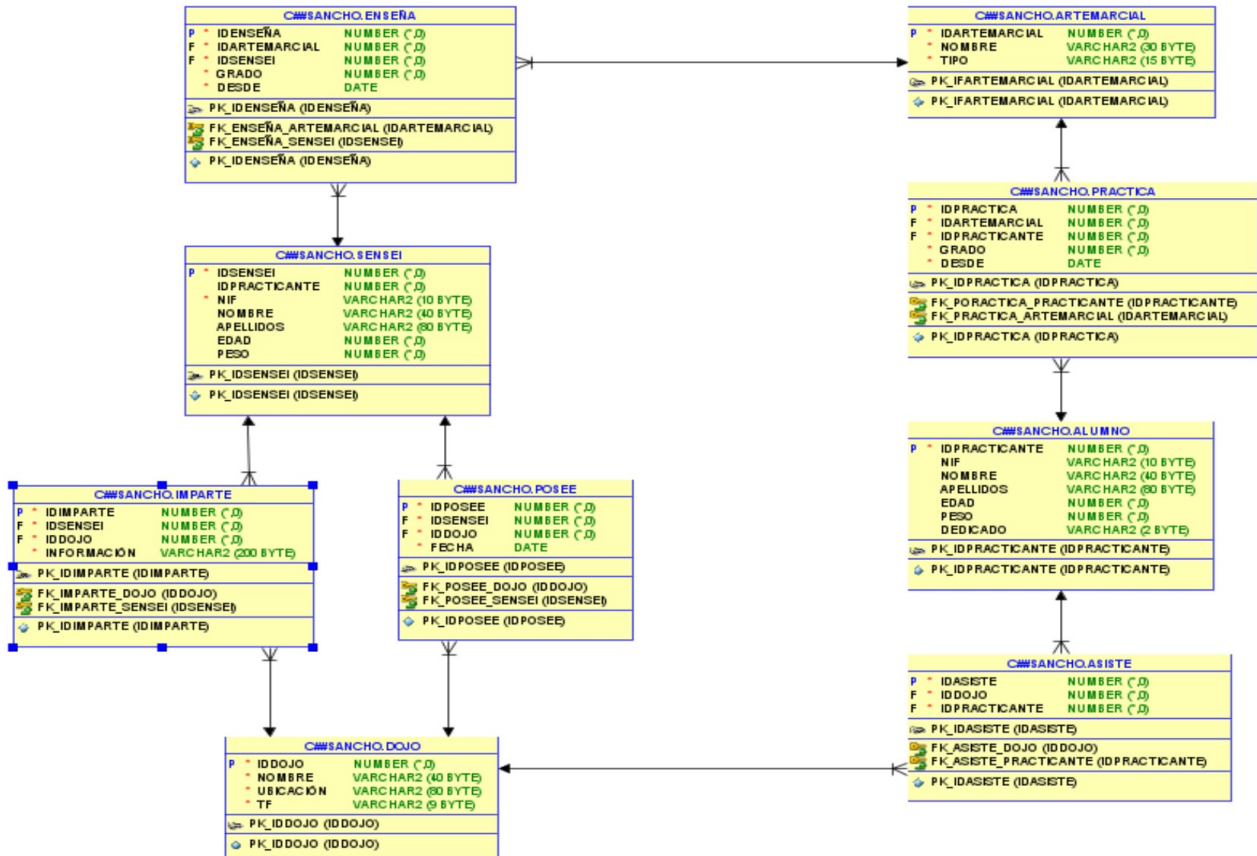 C##SANCHO.ENSEÑA
P * IDENSEÑA NUMBER (*,0)
F * IDARTEMARCIAL NUMBER (*,0)
F * IDSENSEI NUMBER (*,0)
* GRADO NUMBER (*,0)
* DESDE DATE
PK_IDENSEÑA (IDENSEÑA)
FK_ENSEÑA_ARTEMARCIAL (IDARTEMARCIAL)
FK_ENSEÑA_SENSEI (IDSENSEI)
PK_IDENSEÑA (IDENSEÑA)
C##SANCHO.ARTEMARCIAL
P * IDARTEMARCIAL NUMBER (*,0)
* NOMBRE VARCHAR2 (30 BYTE)
* TIPO VARCHAR2 (15 BYTE)
PK_IFARTEMARCIAL (IDARTEMARCIAL)
PK_IFARTEMARCIAL (IDARTEMARCIAL)
C##SANCHO.PRACTICA
P * IDPRACTICA NUMBER (*,0)
F * IDARTEMARCIAL NUMBER (*,0)
F * IDPRACTICANTE NUMBER (*,0)
* GRADO NUMBER (*,0)
* DESDE DATE
PK_IDPRACTICA (IDPRACTICA)
FK_PORACTICA_PRACTICANTE (IDPRACTICANTE)
FK_PRACTICA_ARTEMARCIAL (IDARTEMARCIAL)
PK_IDPRACTICA (IDPRACTICA)
C##SANCHO.SENSEI
P * IDSENSEI NUMBER (*,0)
IDPRACTICANTE NUMBER (*,0)
* NIF VARCHAR2 (10 BYTE)
NOMBRE VARCHAR2 (40 BYTE)
APELLIDOS VARCHAR2 (80 BYTE)
EDAD NUMBER (*,0)
PESO NUMBER (*,0)
PK_IDSENSEI (IDSENSEI)
PK_IDSENSEI (IDSENSEI)
C##SANCHO.ALUMNO
P * IDPRACTICANTE NUMBER (*,0)
NIF VARCHAR2 (10 BYTE)
NOMBRE VARCHAR2 (40 BYTE)
APELLIDOS VARCHAR2 (80 BYTE)
EDAD NUMBER (*,0)
PESO NUMBER (*,0)
DEDICADO VARCHAR2 (2 BYTE)
PK_IDPRACTICANTE (IDPRACTICANTE)
PK_IDPRACTICANTE (IDPRACTICANTE)
C##SANCHO.IMPARTE
P * IDIMPARTE NUMBER (*,0)
F * IDSENSEI NUMBER (*,0)
F * IDDOJO NUMBER (*,0)
* INFORMACIÓN VARCHAR2 (200 BYTE)
PK_IDIMPARTE (IDIMPARTE)
FK_IMPARTE_DOJO (IDDOJO)
FK_IMPARTE_SENSEI (IDSENSEI)
PK_IDIMPARTE (IDIMPARTE)
C##SANCHO.POSEE
P * IDPOSEE NUMBER (*,0)
F * IDSENSEI NUMBER (*,0)
F * IDDOJO NUMBER (*,0)
* FECHA DATE
PK_IDPOSEE (IDPOSEE)
FK_POSEE_DOJO (IDDOJO)
FK_POSEE_SENSEI (IDSENSEI)
PK_IDPOSEE (IDPOSEE)
C##SANCHO.ASISTE
P * IDASISTE NUMBER (*,0)
F * IDDOJO NUMBER (*,0)
F * IDPRACTICANTE NUMBER (*,0)
PK_IDASISTE (IDASISTE)
FK_ASISTE_DOJO (IDDOJO)
FK_ASISTE_PRACTICANTE (IDPRACTICANTE)
PK_IDASISTE (IDASISTE)
C##SANCHO.DOJO
P * IDDOJO NUMBER (*,0)
* NOMBRE VARCHAR2 (40 BYTE)
* UBICACIÓN VARCHAR2 (80 BYTE)
* TF VARCHAR2 (9 BYTE)
PK_IDDOJO (IDDOJO)
PK_IDDOJO (IDDOJO)